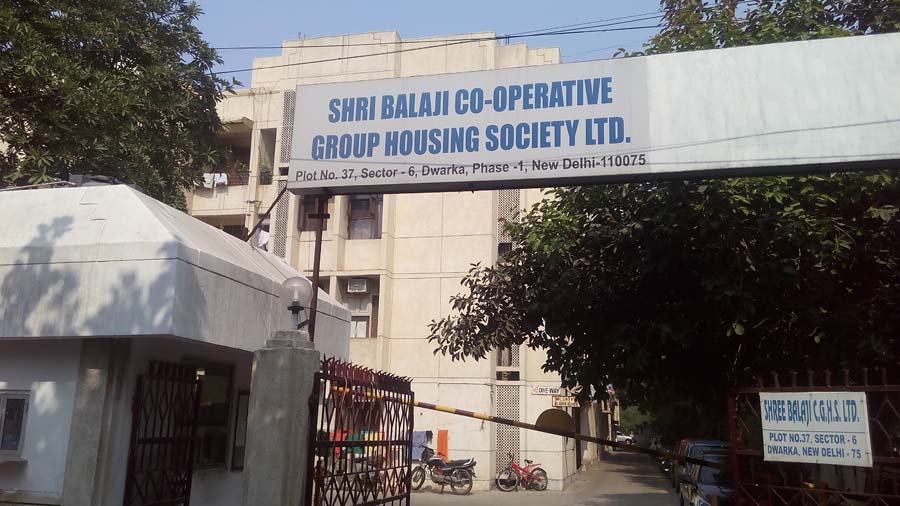 SHRI BALAJI CO-OPERATIVE
GROUP HOUSING SOCIETY LTD.
Plot No. 37, Sector - 6, Dwarka, Phase -1, New Delhi-110075
ONE WAY
SHREE BALAJI C.G.H.S. LTD.
PLOT NO.37, SECTOR - 6
DWARKA, NEW DELHI - 75